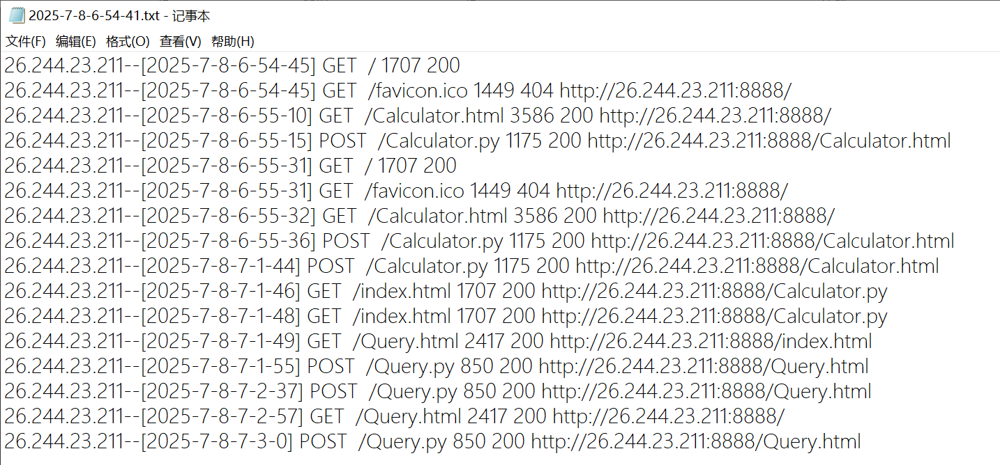 2025-7-8-6-54-41.txt - 记事本
文件(F) 编辑(E) 格式(O) 查看(V) 帮助(H)
26.244.23.211--[2025-7-8-6-54-45] GET  / 1707 200
26.244.23.211--[2025-7-8-6-54-45] GET  /favicon.ico 1449 404 http://26.244.23.211:8888/
26.244.23.211--[2025-7-8-6-55-10] GET  /Calculator.html 3586 200 http://26.244.23.211:8888/
26.244.23.211--[2025-7-8-6-55-15] POST  /Calculator.py 1175 200 http://26.244.23.211:8888/Calculator.html
26.244.23.211--[2025-7-8-6-55-31] GET  / 1707 200
26.244.23.211--[2025-7-8-6-55-31] GET  /favicon.ico 1449 404 http://26.244.23.211:8888/
26.244.23.211--[2025-7-8-6-55-32] GET  /Calculator.html 3586 200 http://26.244.23.211:8888/
26.244.23.211--[2025-7-8-6-55-36] POST  /Calculator.py 1175 200 http://26.244.23.211:8888/Calculator.html
26.244.23.211--[2025-7-8-7-1-44] POST  /Calculator.py 1175 200 http://26.244.23.211:8888/Calculator.html
26.244.23.211--[2025-7-8-7-1-46] GET  /index.html 1707 200 http://26.244.23.211:8888/Calculator.py
26.244.23.211--[2025-7-8-7-1-48] GET  /index.html 1707 200 http://26.244.23.211:8888/Calculator.py
26.244.23.211--[2025-7-8-7-1-49] GET  /Query.html 2417 200 http://26.244.23.211:8888/index.html
26.244.23.211--[2025-7-8-7-1-55] POST  /Query.py 850 200 http://26.244.23.211:8888/Query.html
26.244.23.211--[2025-7-8-7-2-37] POST  /Query.py 850 200 http://26.244.23.211:8888/Query.html
26.244.23.211--[2025-7-8-7-2-57] GET  /Query.html 2417 200 http://26.244.23.211:8888/
26.244.23.211--[2025-7-8-7-3-0] POST  /Query.py 850 200 http://26.244.23.211:8888/Query.html